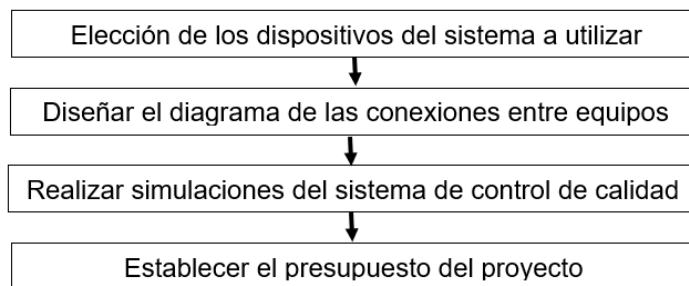 Elección de los dispositivos del sistema a utilizar
Diseñar el diagrama de las conexiones entre equipos
Realizar simulaciones del sistema de control de calidad
Establecer el presupuesto del proyecto